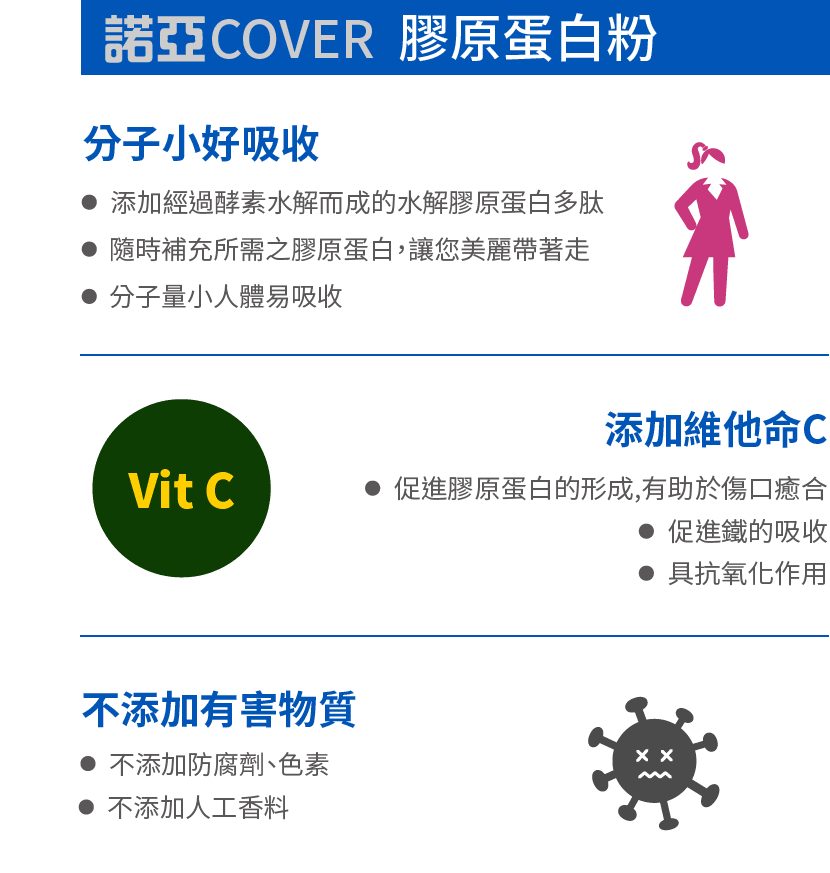 諾亞COVER 膠原蛋白粉
分子小好吸收
● 添加經過酵素水解而成的水解膠原蛋白多肽
● 隨時補充所需之膠原蛋白，讓您美麗帶著走
● 分子量小人體易吸收
Vit C
添加維他命C
● 促進膠原蛋白的形成,有助於傷口癒合
● 促進鐵的吸收
● 具抗氧化作用
不添加有害物質
● 不添加防腐劑、色素
● 不添加人工香料